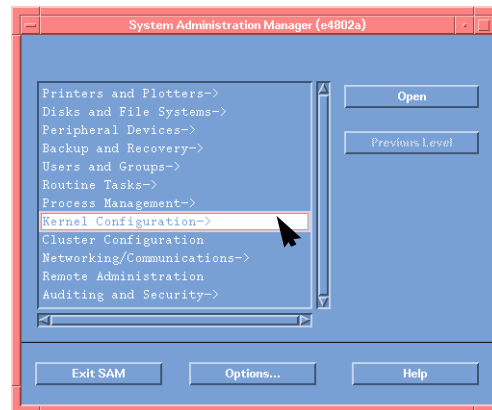 System Administration Manager (e4802a)
Printers and Plotters->
Disks and File Systems->
Peripheral Devices->
Backup and Recovery->
Users and Groups->
Routine Tasks->
Process Management->
Kernel Configuration->
Cluster Configuration
Networking/Communications->
Remote Administration
Auditing and Security->
Open
Previous Level
Exit SAM
Options...
Help